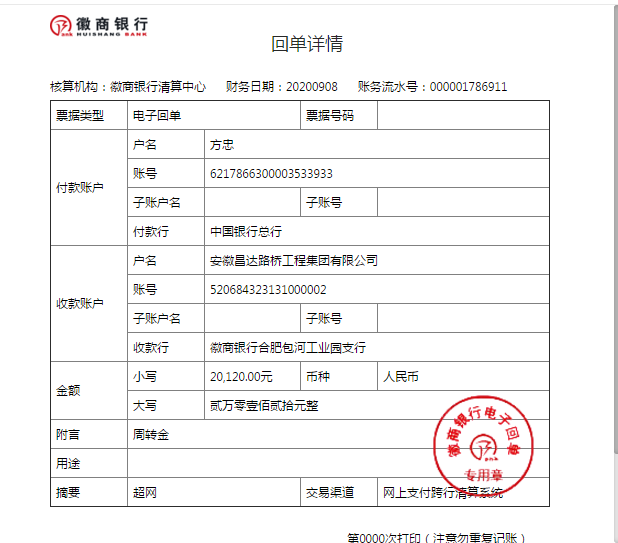 徽商银行
HUISHANG BANK
回单详情
核算机构：徽商银行清算中心 财务日期：20200908 账务流水号：000001786911
票据类型 电子回单 票据号码
付款账户
户名 方忠
账号 6217866300003533933
子账户名 子账号
付款行 中国银行总行
收款账户
户名 安徽昌达路桥工程集团有限公司
账号 520684323131000002
子账户名 子账号
收款行 徽商银行合肥包河工业园支行
金额
小写 20,120.00元 币种 人民币
大写 贰万零壹佰贰拾元整
附言 周转金
用途
摘要 超网 交易渠道 网上支付跨行清算系统
徽商银行电子回单
Bank
专用章
第0000次打印（注意勿重复记账）